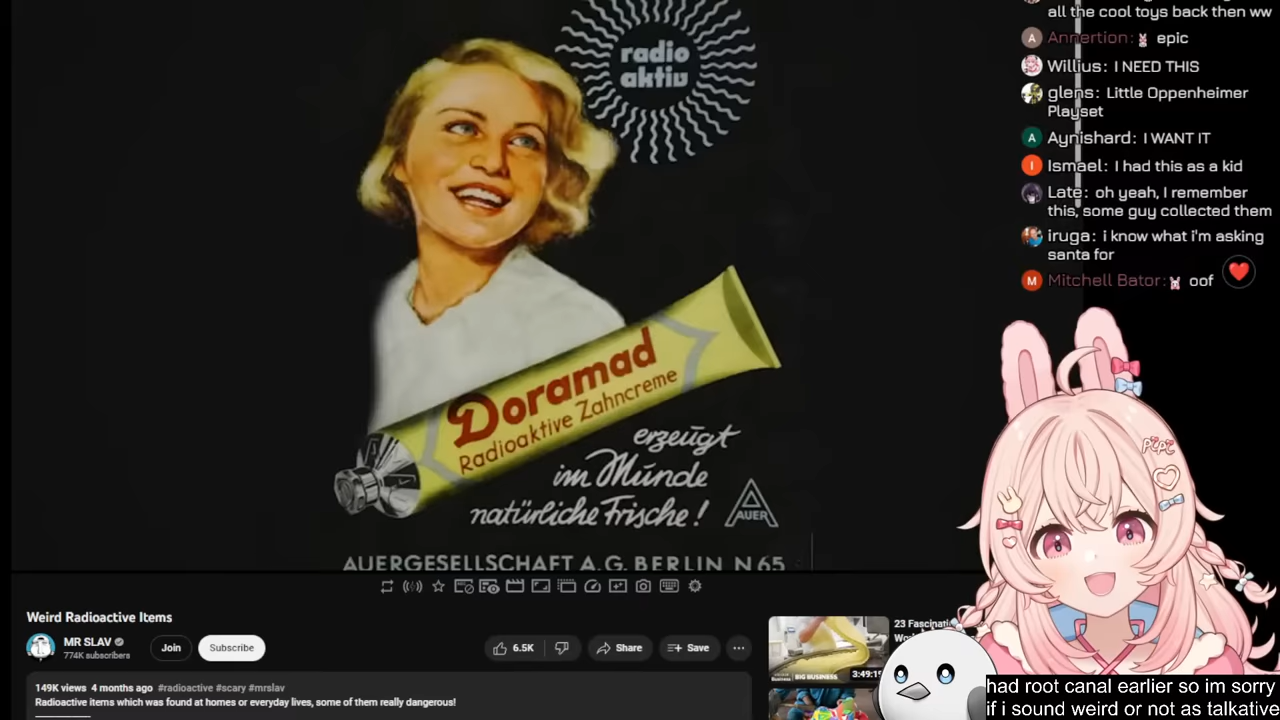 all the cool toys back then ww
Annertion: epic
Willius: I NEED THIS
glens: Little Oppenheimer
Playset
Aynishard: I WANT IT
Ismael: I had this as a kid
Late: oh yeah, I remember
this, some guy collected them
iruga: i know what i'm asking
santa for
Mitchell Bator: oof
radio
aktiv
Doramad
Radioaktive Zahncreme
erzeugt
im Munde
natürliche Frische!
AUER
AUERGESELLSCHAFT A.G. BERLIN N 65
PiPi
Weird Radioactive Items
MR SLAV
774K subscribers
Join
Subscribe
6.5K
Share
Save
149K views 4 months ago #radioactive #scary #mrslav
Radioactive items which was found at homes or everyday lives, some of them really dangerous!
23 Fascinati
BIG BUSINESS
3:49:1
had root canal earlier so im sorry
if i sound weird or not as talkative